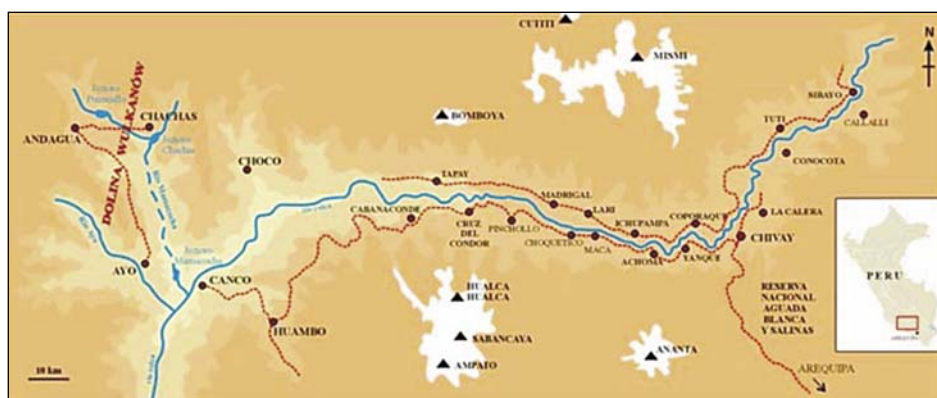 CUTITI
MISMI
N
BOMBOYA
SIBAYO
CALLALLI
TUTI
CONOCOTA
ANDAGUA
CHACHAS
DOLINA WULKANÓW
CHOCO
TAPAY
MADRIGAL
LARI
CABANACONDE
CRUZ
DEL
CONDOR
PINCHOLLO
CHOQUETICO
MACA
ICHUPAMPA
COPORAQUE
LA CALERA
CHIVAY
YANQUE
ACHOMA
AYO
CANCO
HUAMBO
HUALCA
HUALCA
SABANCAYA
AMPATO
ANANTA
RESERVA
NACIONAL
AGUADA
BLANCA
Y SALINAS
PERU
AREQUIPA
10 km